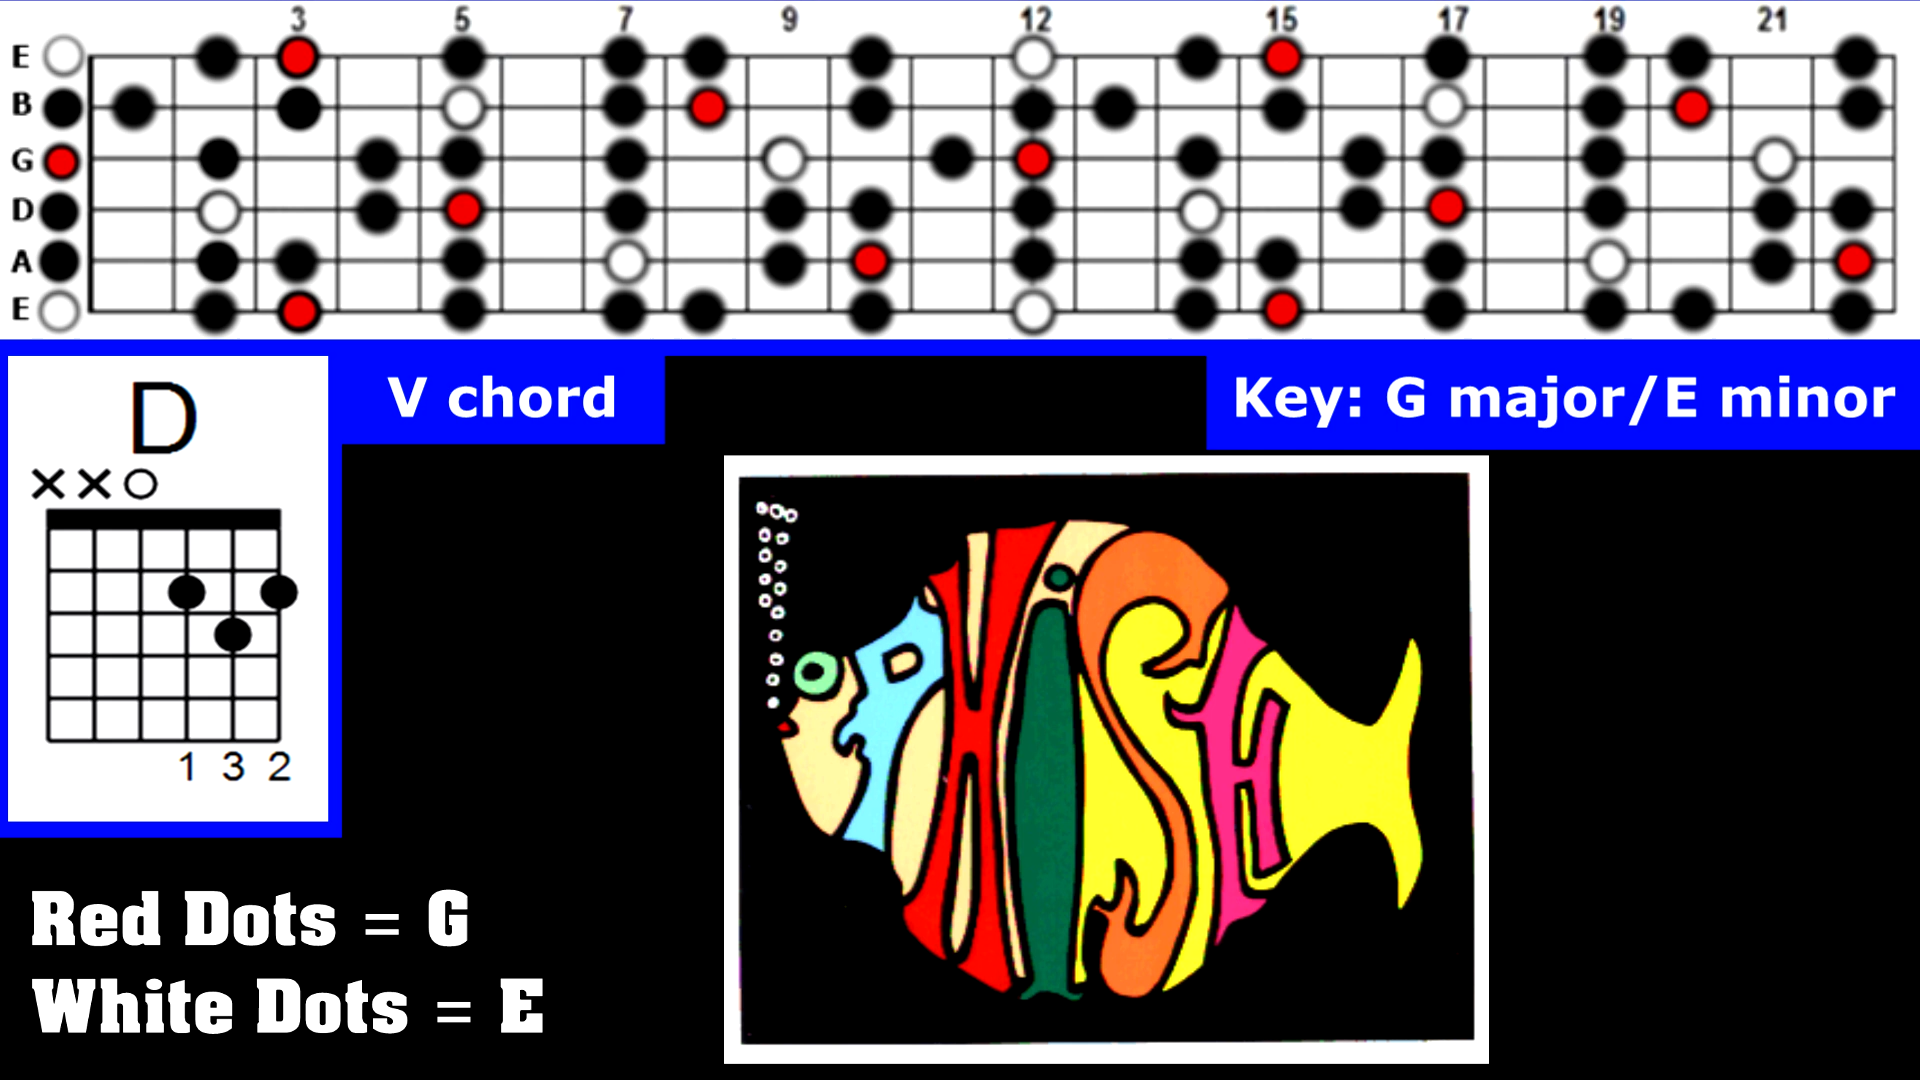 3 5 7 9 12 15 17 19 21
E
B
G
D
A
E
D
V chord
Key: G major/E minor
××○
1 3 2
PHISH
Red Dots = G
White Dots = E